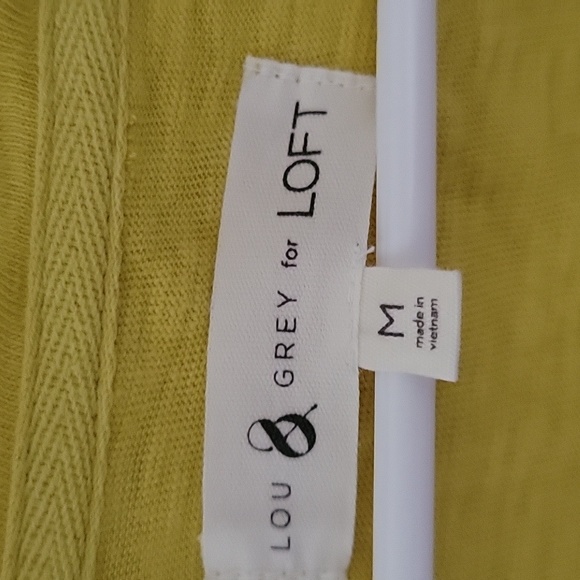 LOU & GREY for LOFT
M
made in
vietnam